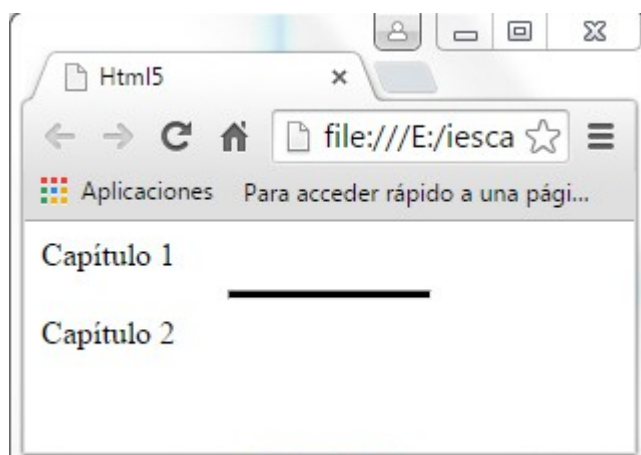 Html5
file:///E:/iesca
Aplicaciones Para acceder rápido a una pági...
Capítulo 1
Capítulo 2